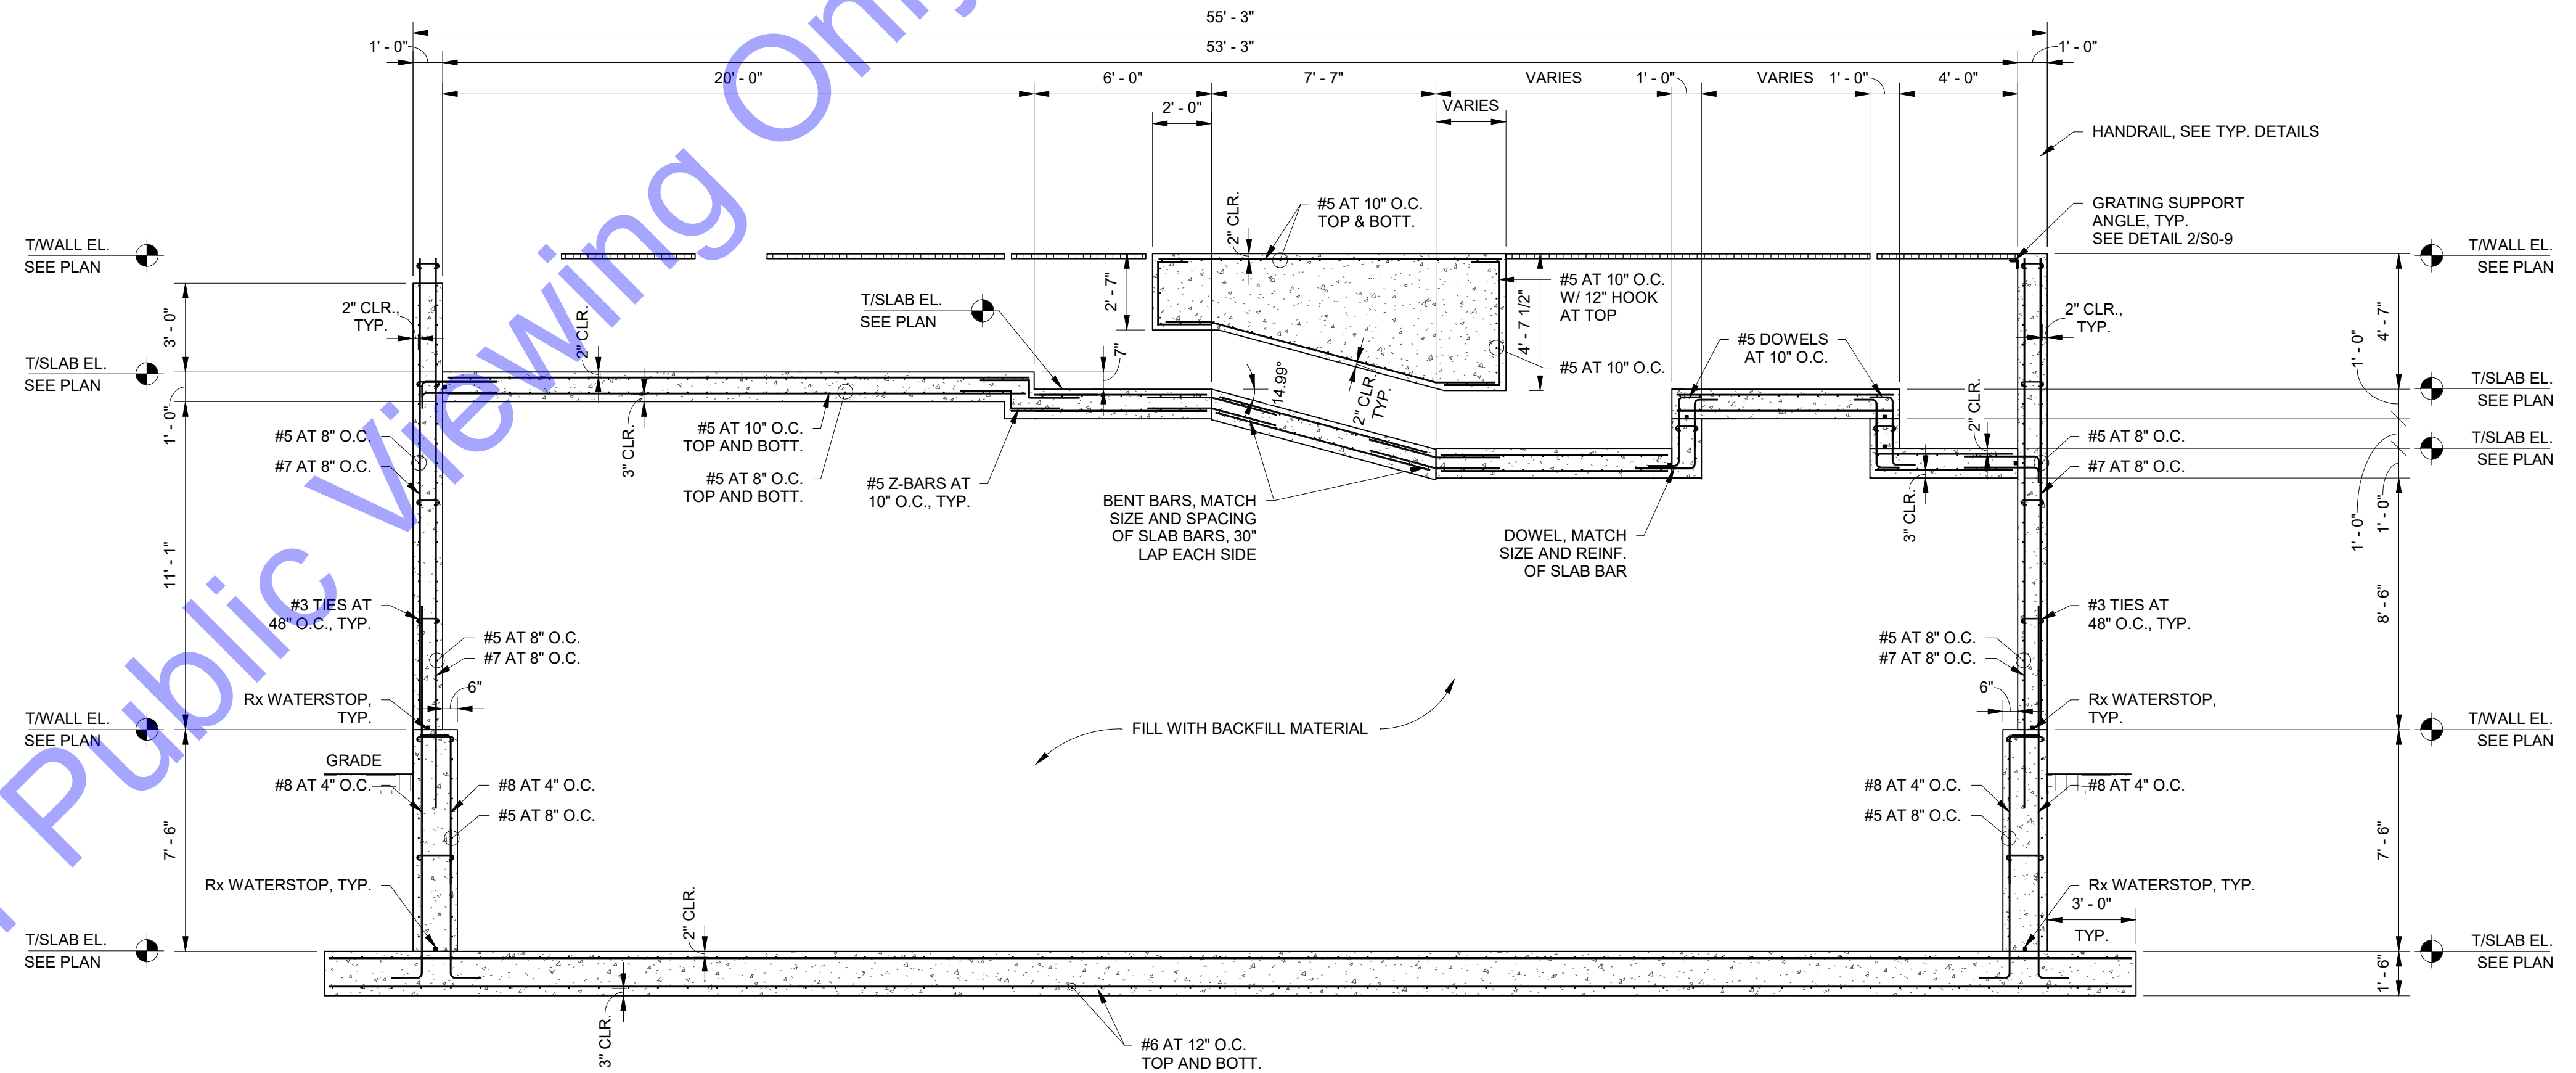 55' - 3"
1' - 0"
53' - 3"
1' - 0"
20' - 0"
6' - 0"
7' - 7"
VARIES
1' - 0"
VARIES
1' - 0"
4' - 0"
2' - 0"
VARIES
HANDRAIL, SEE TYP. DETAILS
GRATING SUPPORT
ANGLE, TYP.
SEE DETAIL 2/S0-9
#5 AT 10" O.C.
TOP & BOTT.
2" CLR.
T/WALL EL.
SEE PLAN
T/WALL EL.
SEE PLAN
2' - 7"
4' - 7 1/2"
#5 AT 10" O.C.
W/ 12" HOOK
AT TOP
#5 AT 10" O.C.
T/SLAB EL.
SEE PLAN
2" CLR.,
TYP.
2" CLR.,
TYP.
3' - 0"
2" CLR.
7"
14.99°
2" CLR.
TYP.
#5 DOWELS
AT 10" O.C.
4' - 7"
1' - 0"
T/SLAB EL.
SEE PLAN
T/SLAB EL.
SEE PLAN
1' - 0"
#5 AT 8" O.C.
#7 AT 8" O.C.
3" CLR.
#5 AT 10" O.C.
TOP AND BOTT.
#5 AT 8" O.C.
TOP AND BOTT.
#5 Z-BARS AT
10" O.C., TYP.
BENT BARS, MATCH
SIZE AND SPACING
OF SLAB BARS, 30"
LAP EACH SIDE
DOWEL, MATCH
SIZE AND REINF.
OF SLAB BAR
2" CLR.
3" CLR.
#5 AT 8" O.C.
#7 AT 8" O.C.
T/SLAB EL.
SEE PLAN
1' - 0"
1' - 0"
11' - 1"
8' - 6"
#3 TIES AT
48" O.C., TYP.
#5 AT 8" O.C.
#7 AT 8" O.C.
#3 TIES AT
48" O.C., TYP.
#5 AT 8" O.C.
#7 AT 8" O.C.
6"
6"
Rx WATERSTOP,
TYP.
Rx WATERSTOP,
TYP.
T/WALL EL.
SEE PLAN
FILL WITH BACKFILL MATERIAL
T/WALL EL.
SEE PLAN
GRADE
#8 AT 4" O.C.
#8 AT 4" O.C.
#5 AT 8" O.C.
#8 AT 4" O.C.
#5 AT 8" O.C.
#8 AT 4" O.C.
7' - 6"
7' - 6"
Rx WATERSTOP, TYP.
Rx WATERSTOP, TYP.
3' - 0"
TYP.
2" CLR.
T/SLAB EL.
SEE PLAN
T/SLAB EL.
SEE PLAN
1' - 6"
3" CLR.
#6 AT 12" O.C.
TOP AND BOTT.
Public Viewing Only